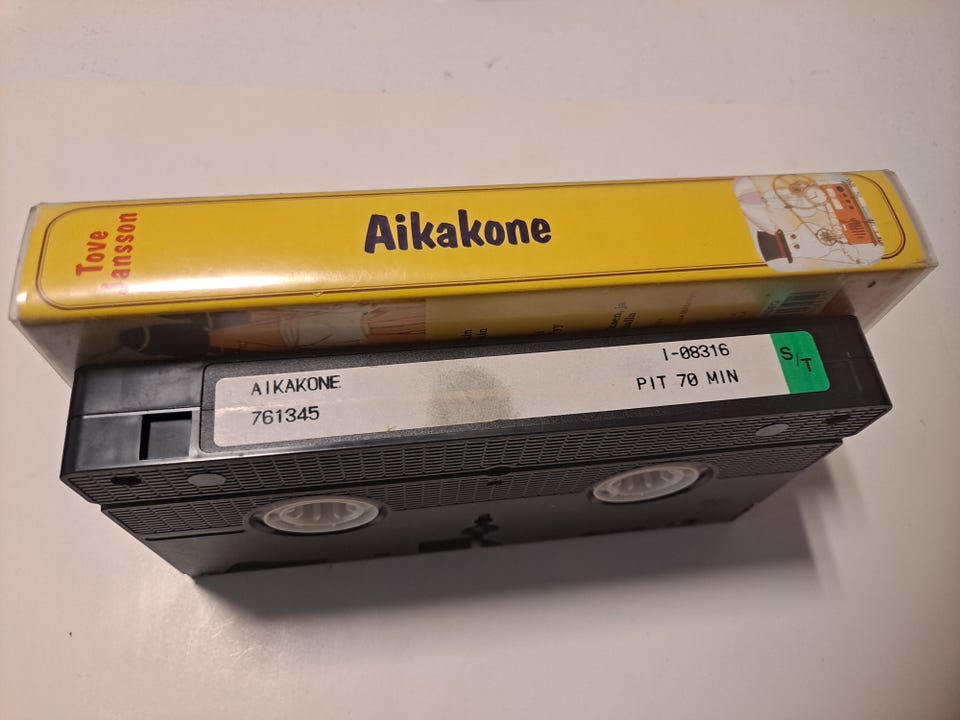 Tove
Jansson
Aikakone
AIKAKONE
761345
I-08316
PIT 70 MIN
S/T